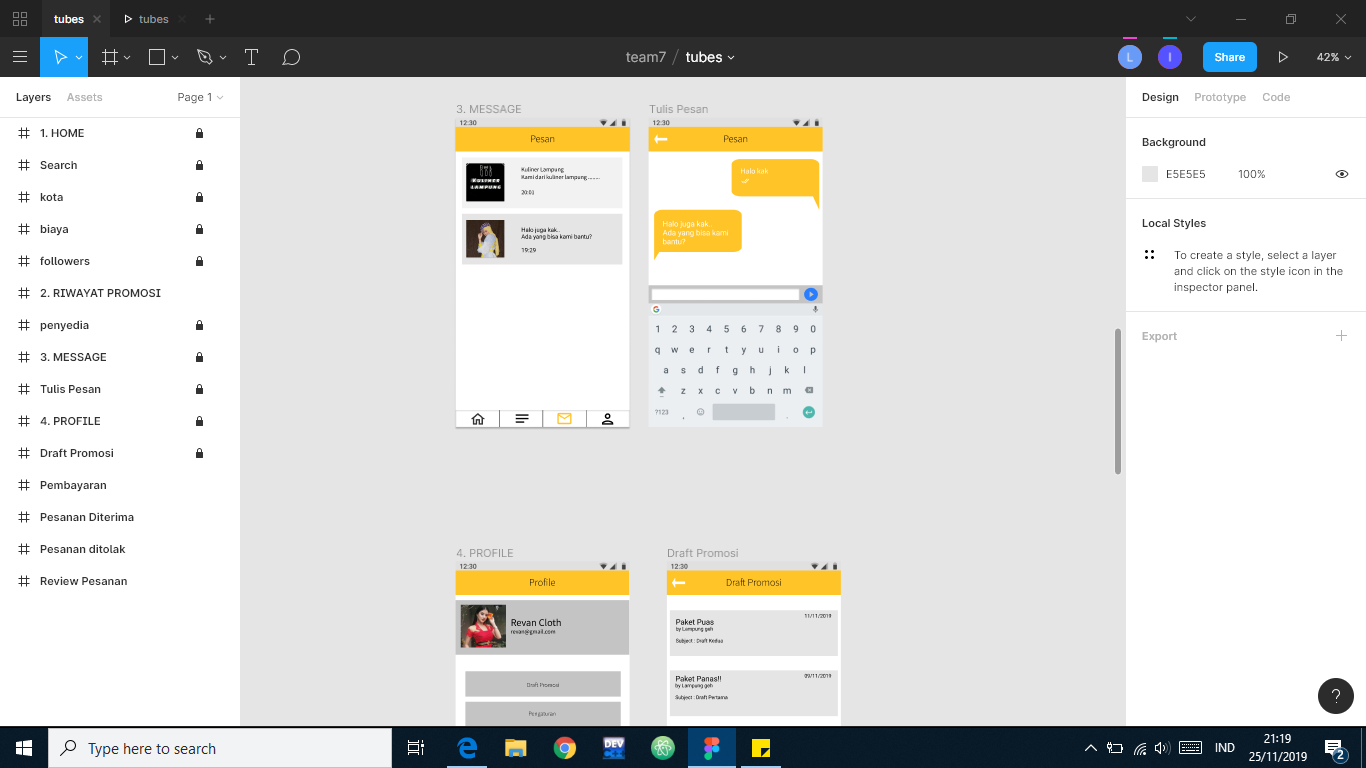 tubes
tubes
team7 / tubes
L
I
Share
42%
Layers
Assets
Page 1
1. HOME
Search
kota
biaya
followers
2. RIWAYAT PROMOSI
penyedia
3. MESSAGE
Tulis Pesan
4. PROFILE
Draft Promosi
Pembayaran
Pesanan Diterima
Pesanan ditolak
Review Pesanan
3. MESSAGE
12:30
Pesan
KULINER
LAMPUNG
Kuliner Lampung
Kami dari kuliner lampung ........
20:01
Halo juga kak..
Ada yang bisa kami bantu?
19:29
Tulis Pesan
12:30
Pesan
Halo kak
Halo juga kak..
Ada yang bisa kami
bantu?
G
1 2 3 4 5 6 7 8 9 0
q w e r t y u i o p
a s d f g h j k l
z x c v b n m
?123 , .
4. PROFILE
12:30
Profile
Revan Cloth
revan@gmail.com
Draft Promosi
Pengaturan
Draft Promosi
12:30
Draft Promosi
11/11/2019
Paket Puas
by Lampung geh
Subject : Draft Kedua
09/11/2019
Paket Panas!!
by Lampung geh
Subject : Draft Pertama
Design
Prototype
Code
Background
E5E5E5
100%
Local Styles
To create a style, select a layer
and click on the style icon in the
inspector panel.
Export
?
Type here to search
DEV
IND
21:19
25/11/2019
2